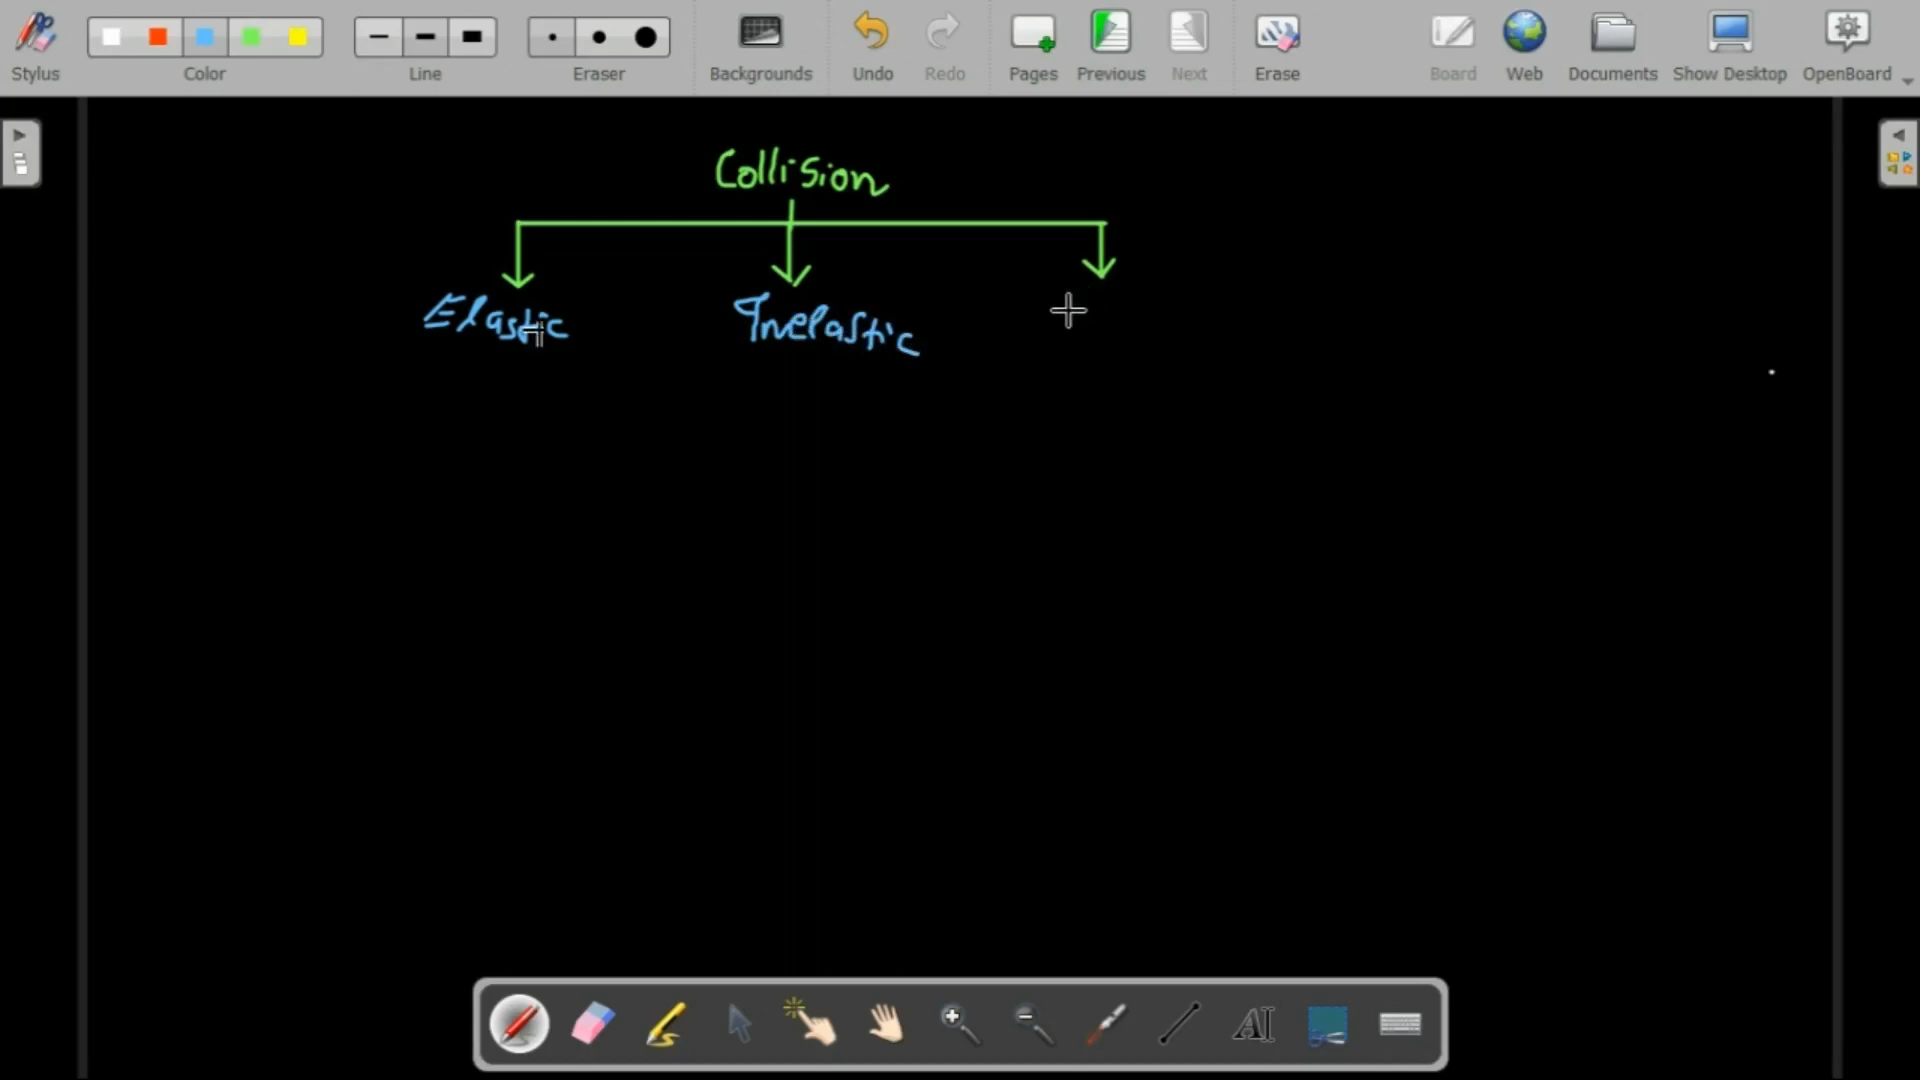 Stylus Color Line Eraser Backgrounds Undo Redo Pages Previous Next Erase Board Web Documents Show Desktop OpenBoard
Collision
Elastic Inelastic